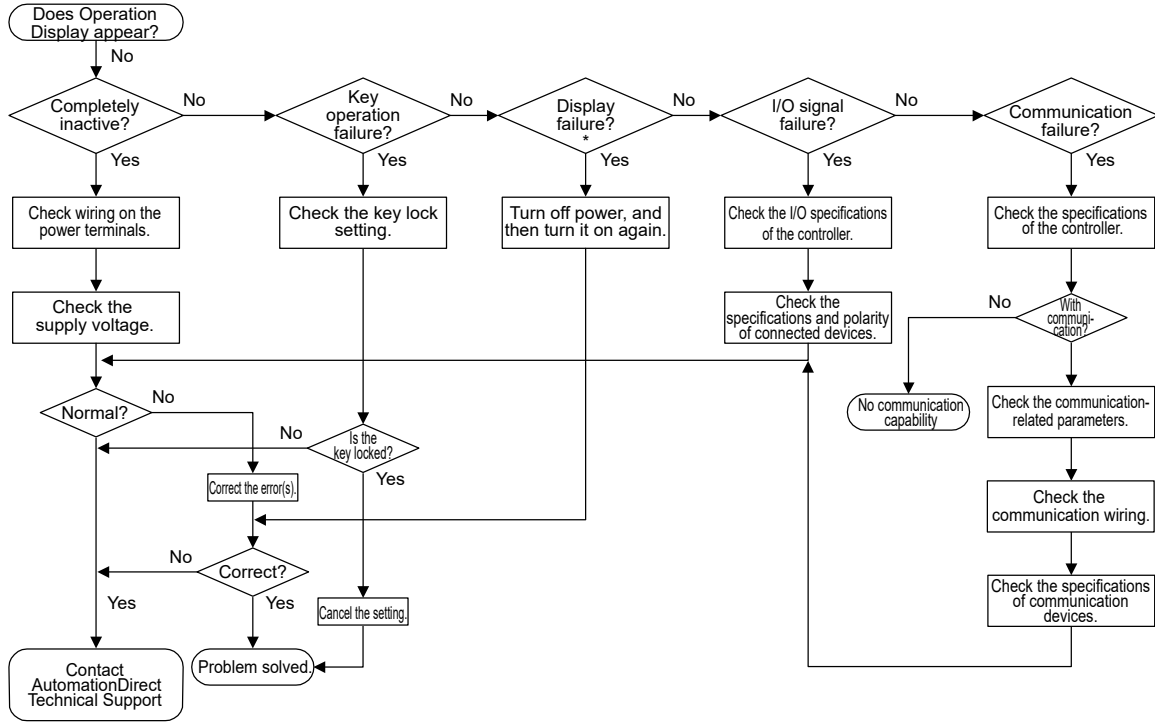 Does Operation
Display appear?
No
Completely
inactive?
No
Yes
Key
operation
failure?
No
Yes
Display
failure?
*
No
Yes
I/O signal
failure?
No
Yes
Communication
failure?
Yes
Check wiring on the
power terminals.
Check the key lock
setting.
Turn off power, and
then turn it on again.
Check the I/O specifications
of the controller.
Check the specifications
of the controller.
Check the
supply voltage.
Check the
specifications and polarity
of connected devices.
No
With
communi-
cation?
Normal?
No
No communication
capability
Check the communication-
related parameters.
No
Is the
key locked?
Yes
Correct the error(s).
Check the
communication wiring.
No
Correct?
Yes
Yes
Cancel the setting.
Check the specifications
of communication
devices.
Contact
AutomationDirect
Technical Support
Problem solved.